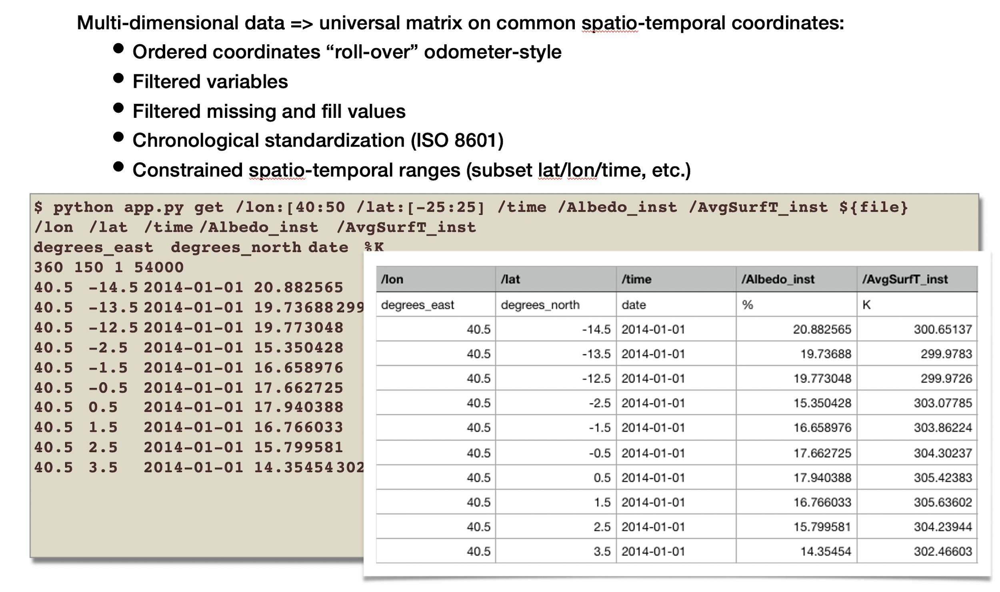 Multi-dimensional data => universal matrix on common spatio-temporal coordinates:
● Ordered coordinates “roll-over” odometer-style
● Filtered variables
● Filtered missing and fill values
● Chronological standardization (ISO 8601)
● Constrained spatio-temporal ranges (subset lat/lon/time, etc.)
$ python app.py get /lon:[40:50 /lat:[-25:25] /time /Albedo_inst /AvgSurfT_inst ${file}
/lon /lat /time /Albedo_inst /AvgSurfT_inst
degrees_east degrees_north date %K
360 150 1 54000
40.5 -14.5 2014-01-01 20.882565
40.5 -13.5 2014-01-01 19.73688 299
40.5 -12.5 2014-01-01 19.773048
40.5 -2.5 2014-01-01 15.350428
40.5 -1.5 2014-01-01 16.658976
40.5 -0.5 2014-01-01 17.662725
40.5 0.5 2014-01-01 17.940388
40.5 1.5 2014-01-01 16.766033
40.5 2.5 2014-01-01 15.799581
40.5 3.5 2014-01-01 14.35454 302
/lon /lat /time /Albedo_inst /AvgSurfT_inst
degrees_east degrees_north date % K
40.5 -14.5 2014-01-01 20.882565 300.65137
40.5 -13.5 2014-01-01 19.73688 299.9783
40.5 -12.5 2014-01-01 19.773048 299.9726
40.5 -2.5 2014-01-01 15.350428 303.07785
40.5 -1.5 2014-01-01 16.658976 303.86224
40.5 -0.5 2014-01-01 17.662725 304.30237
40.5 0.5 2014-01-01 17.940388 305.42383
40.5 1.5 2014-01-01 16.766033 305.63602
40.5 2.5 2014-01-01 15.799581 304.23944
40.5 3.5 2014-01-01 14.35454 302.46603